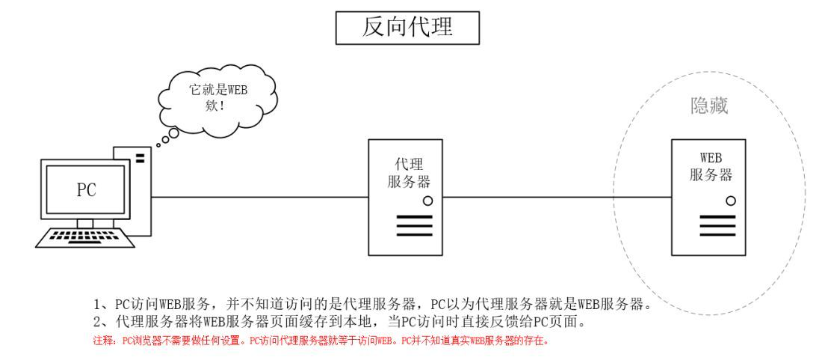 反向代理
它就是WEB
欸！
隐藏
PC
代理
服务器
WEB
服务器
1、PC访问WEB服务，并不知道访问的是代理服务器，PC以为代理服务器就是WEB服务器。
2、代理服务器将WEB服务器页面缓存到本地，当PC访问时直接反馈给PC页面。
注释：PC浏览器不需要做任何设置。PC访问代理服务器就等于访问WEB。PC并不知道真实WEB服务器的存在。